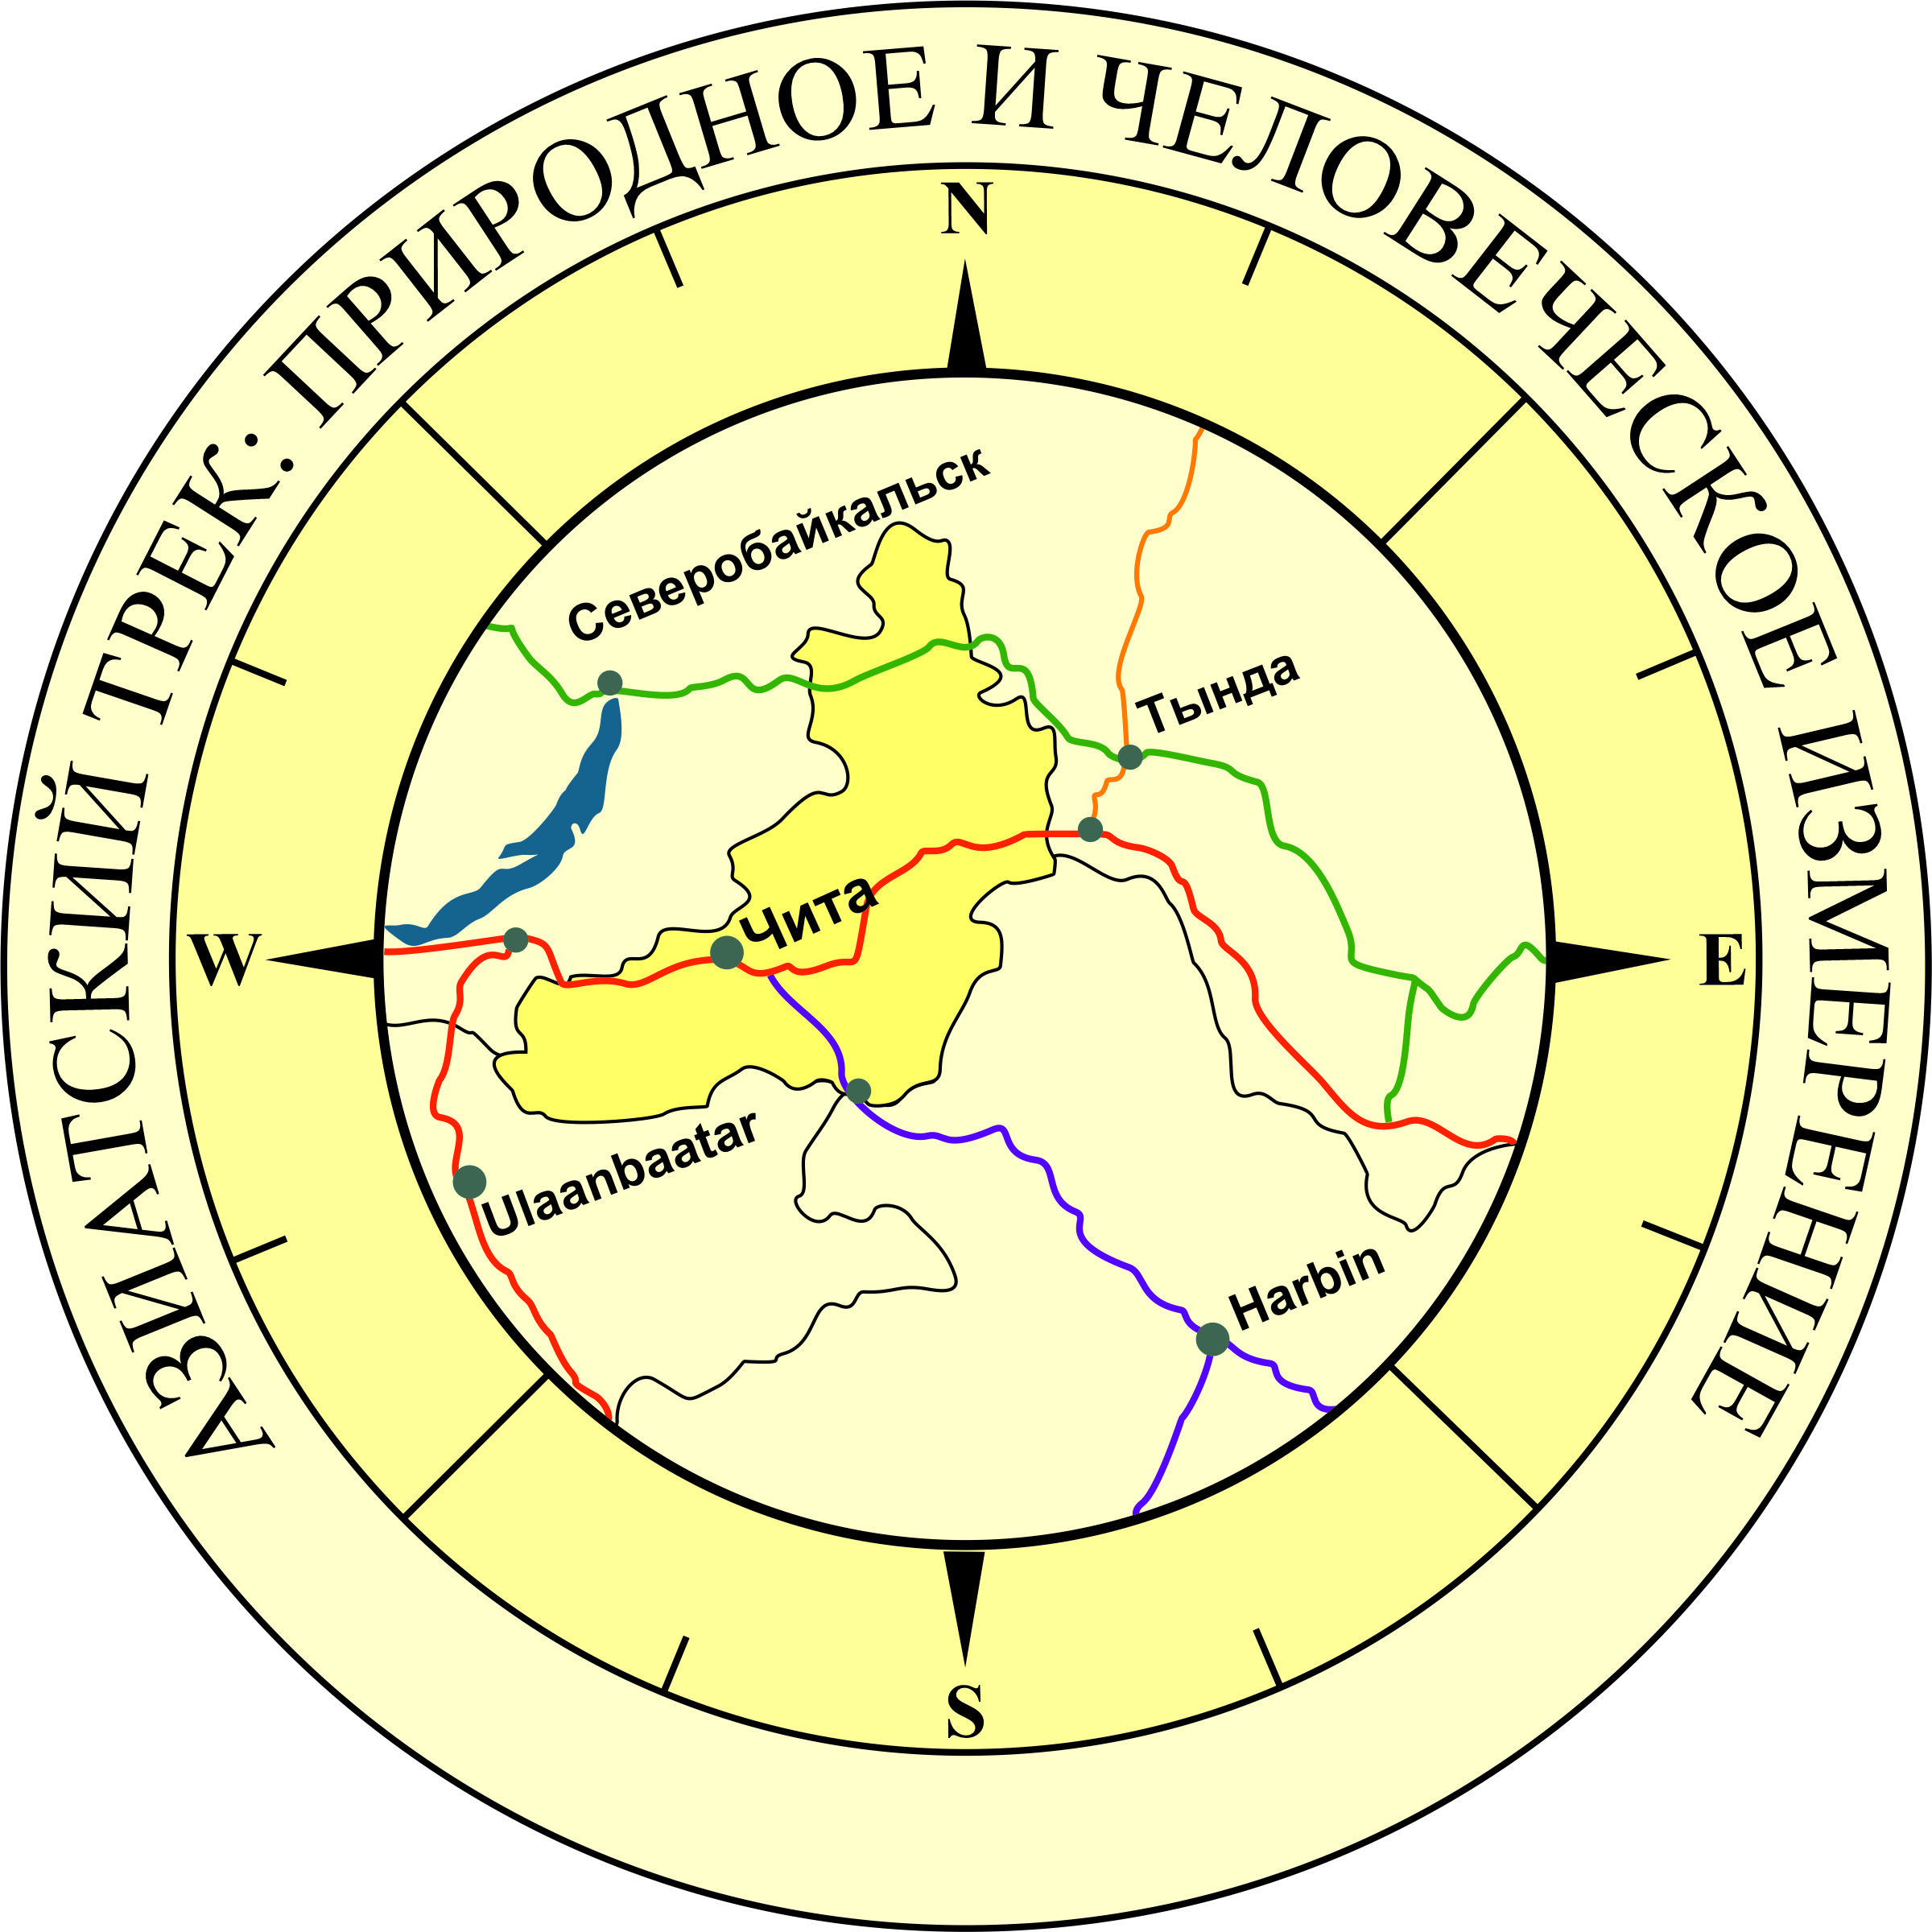 АЗИАТСКИЙ ТРЕК: ПРИРОДНОЕ И ЧЕЛОВЕЧЕСКОЕ ИЗМЕРЕНИЕ
N
Северобайкальск
Тында
Чита
W
E
Ulaanbaatar
Harbin
S